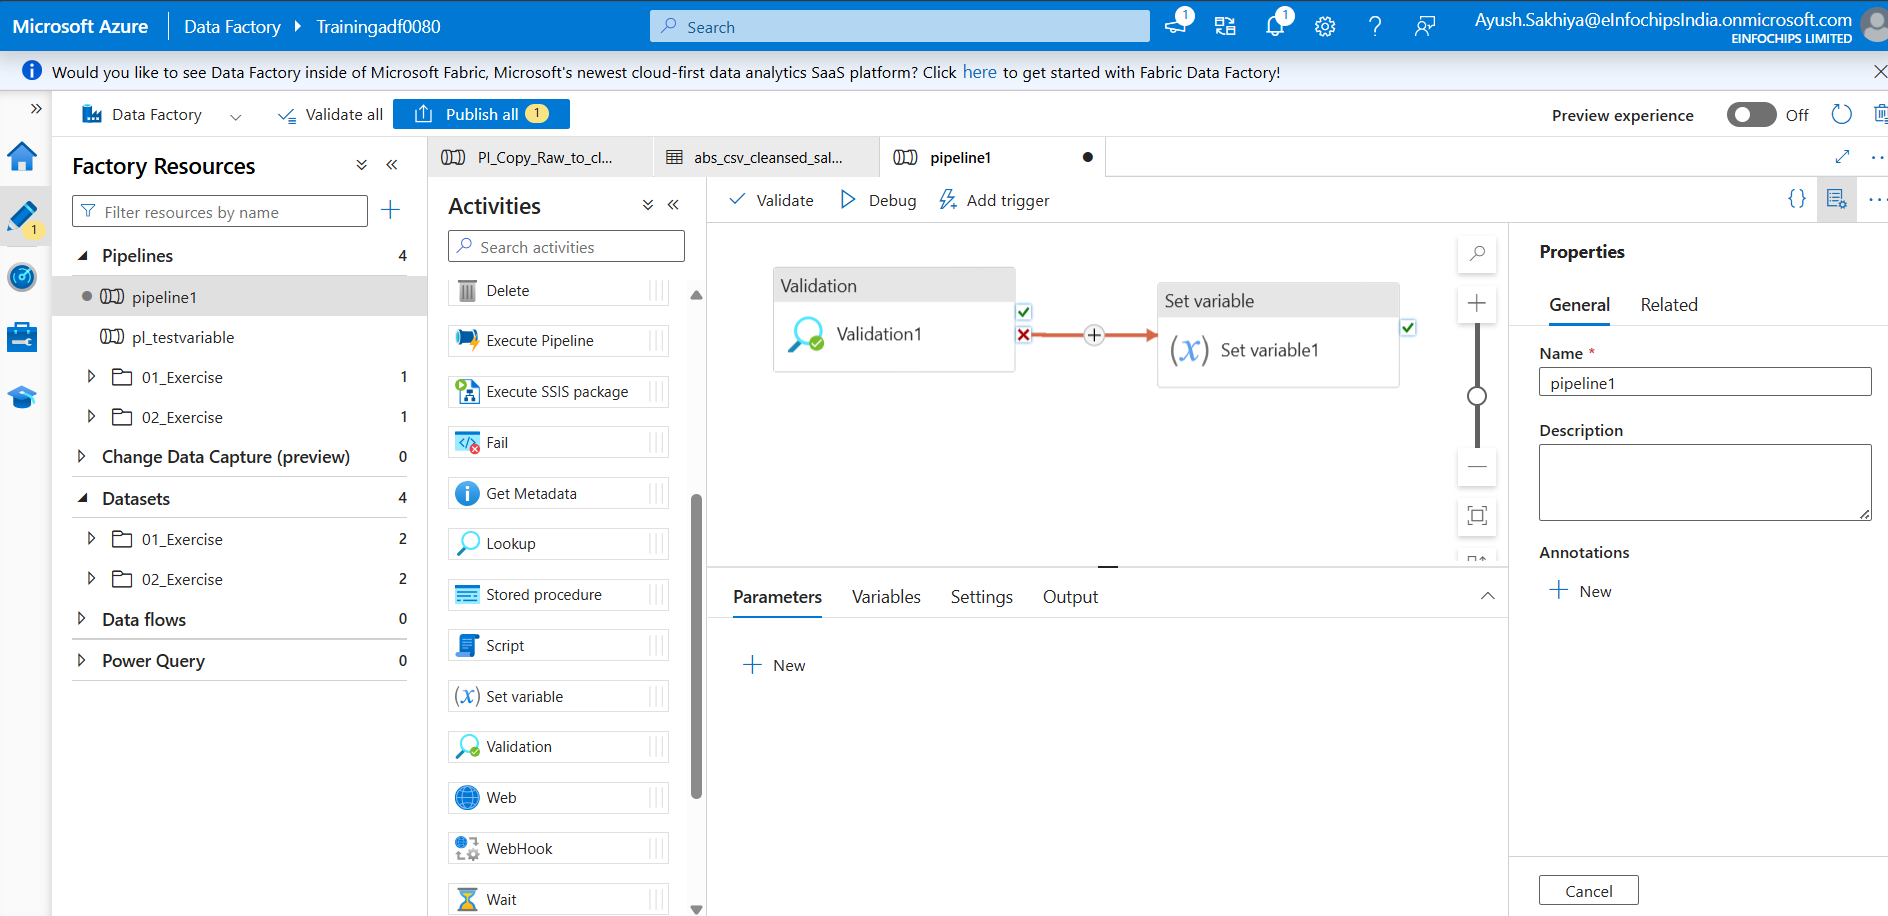 Microsoft Azure
Data Factory
Trainingadf0080
Search
1
1
Ayush.Sakhiya@eInfochipsIndia.onmicrosoft.com
EINFOCHIPS LIMITED
Would you like to see Data Factory inside of Microsoft Fabric, Microsoft's newest cloud-first data analytics SaaS platform? Click here to get started with Fabric Data Factory!
Data Factory
Validate all
Publish all 1
Preview experience
Off
1
Factory Resources
Filter resources by name
Pipelines 4
pipeline1
pl_testvariable
01_Exercise 1
02_Exercise 1
Change Data Capture (preview) 0
Datasets 4
01_Exercise 2
02_Exercise 2
Data flows 0
Power Query 0
Pl_Copy_Raw_to_cl...
abs_csv_cleansed_sal...
pipeline1
Activities
Search activities
Delete
Execute Pipeline
Execute SSIS package
Fail
Get Metadata
Lookup
Stored procedure
Script
(x) Set variable
Validation
Web
WebHook
Wait
Validate
Debug
Add trigger
{}
Validation
Validation1
Set variable
(x) Set variable1
Parameters
Variables
Settings
Output
New
Properties
General
Related
Name *
pipeline1
Description
Annotations
New
Cancel